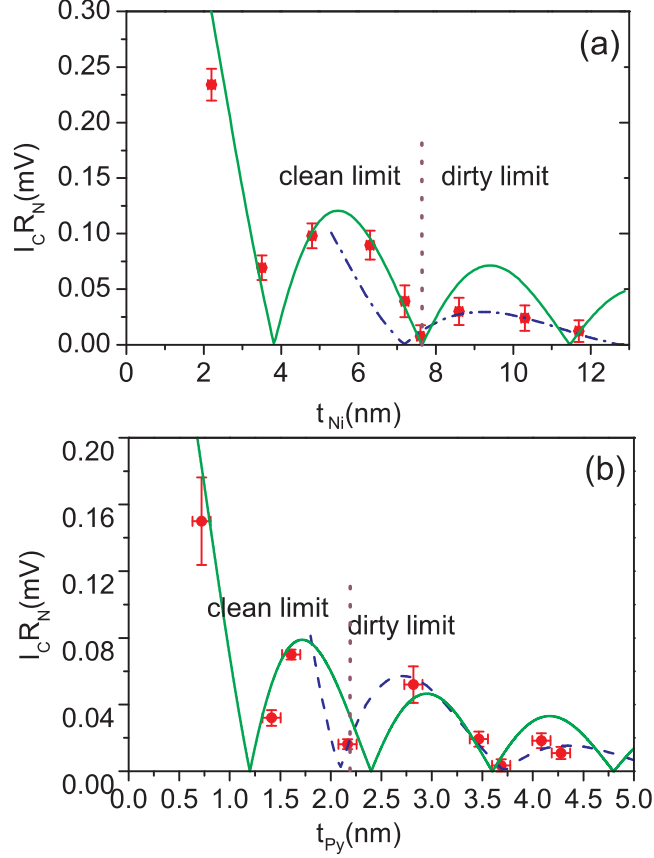 0.30
(a)
0.25
0.20
0.15
clean limit dirty limit
0.10
0.05
0.00
I_C R_N(mV)
0 2 4 6 8 10 12
t_Ni(nm)
0.20
(b)
0.16
0.12
clean limit
dirty limit
0.08
0.04
0.00
I_C R_N(mV)
0.0 0.5 1.0 1.5 2.0 2.5 3.0 3.5 4.0 4.5 5.0
t_Py(nm)